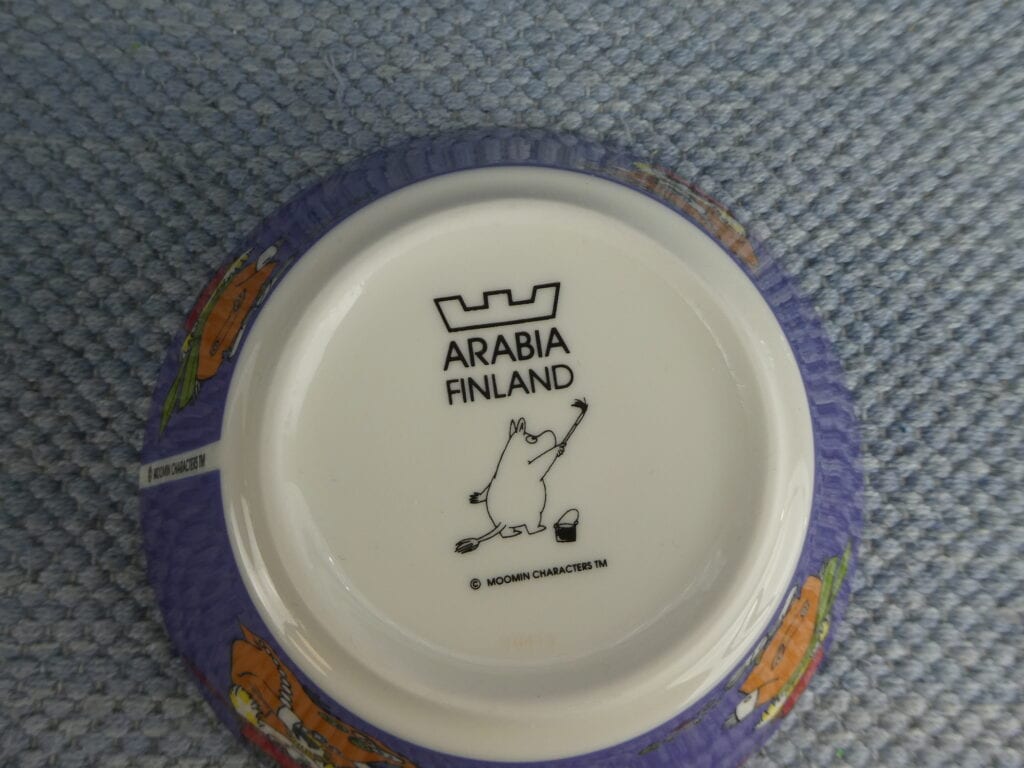 ARABIA
FINLAND
© MOOMIN CHARACTERS TM
© MOOMIN CHARACTERS TM